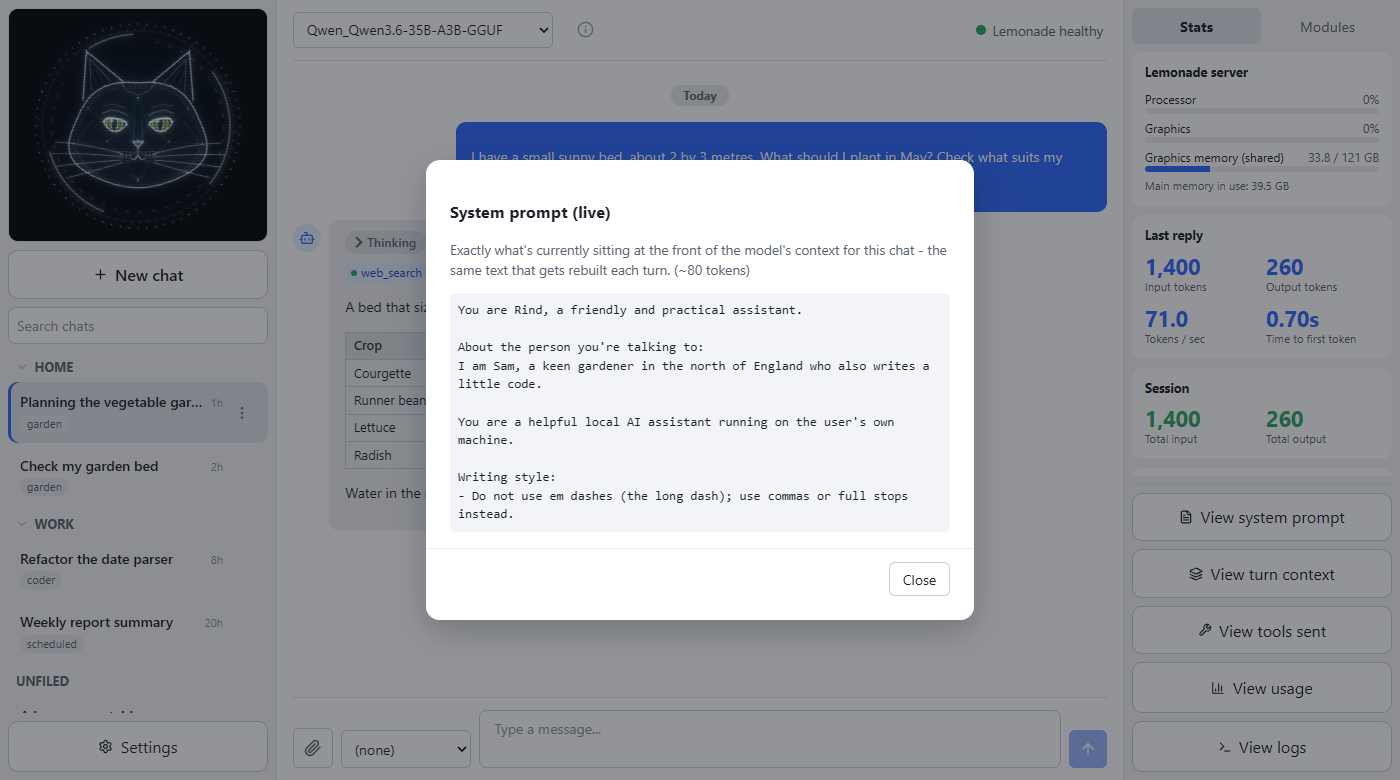 Qwen_Qwen3.6-35B-A3B-GGUF
Lemonade healthy
Stats
Modules
New chat
Search chats
HOME
Planning the vegetable gar... 1h
garden
Check my garden bed 2h
garden
WORK
Refactor the date parser 8h
coder
Weekly report summary 20h
scheduled
UNFILED
Settings
Today
I have a small sunny bed, about 2 by 3 metres. What should I plant in May? Check what suits my
Thinking
web_search
A bed that siz
Crop
Courgette
Runner bean
Lettuce
Radish
Water in the
System prompt (live)
Exactly what's currently sitting at the front of the model's context for this chat - the
same text that gets rebuilt each turn. (~80 tokens)
You are Rind, a friendly and practical assistant.
About the person you're talking to:
I am Sam, a keen gardener in the north of England who also writes a
little code.
You are a helpful local AI assistant running on the user's own
machine.
Writing style:
- Do not use em dashes (the long dash); use commas or full stops
instead.
Close
(none)
Type a message...
Lemonade server
Processor 0%
Graphics 0%
Graphics memory (shared) 33.8 / 121 GB
Main memory in use: 39.5 GB
Last reply
1,400 260
Input tokens Output tokens
71.0 0.70s
Tokens / sec Time to first token
Session
1,400 260
Total input Total output
View system prompt
View turn context
View tools sent
View usage
View logs